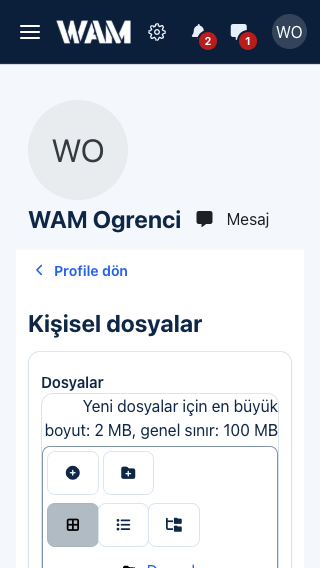 WAM
2
1
WO
WO
WAM Ogrenci
Mesaj
Profile dön
Kişisel dosyalar
Dosyalar
Yeni dosyalar için en büyük
boyut: 2 MB, genel sınır: 100 MB